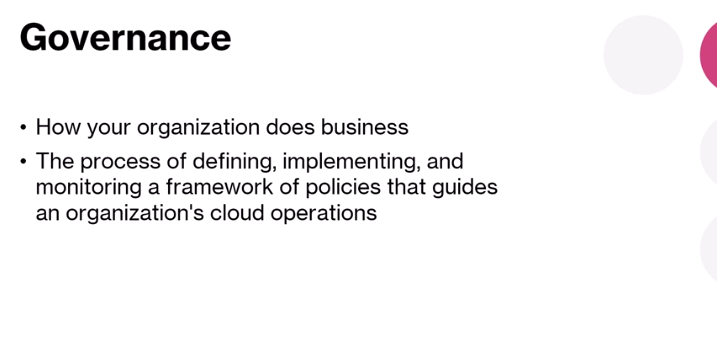 Governance
• How your organization does business
• The process of defining, implementing, and
monitoring a framework of policies that guides
an organization's cloud operations